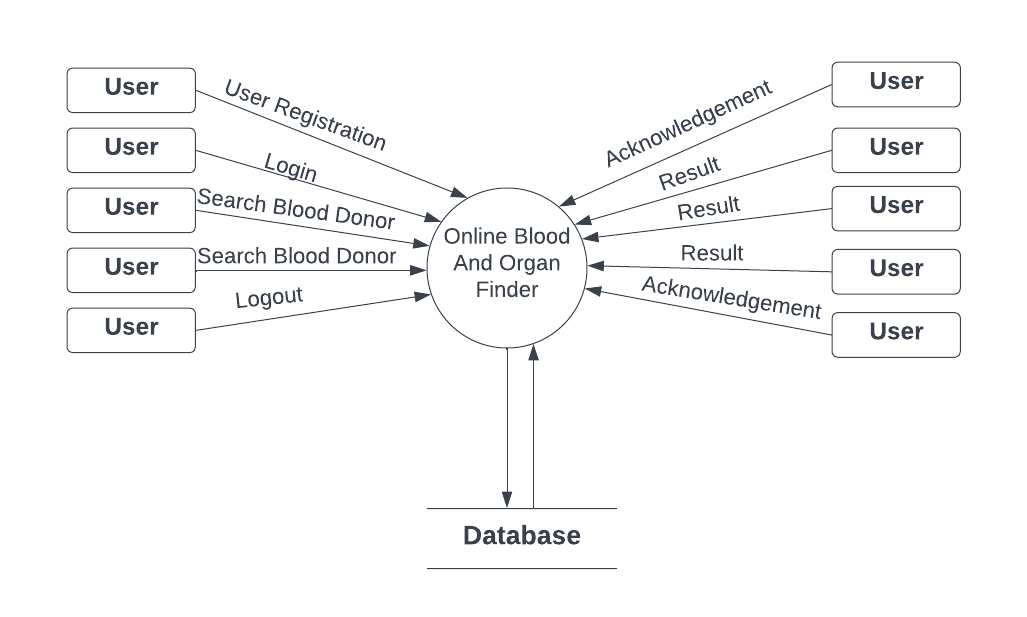 User
User Registration
Acknowledgement
User
User
Login
Result
User
User
Search Blood Donor
Result
User
Online Blood
And Organ
Finder
User
Search Blood Donor
Result
User
User
Logout
Acknowledgement
User
Database